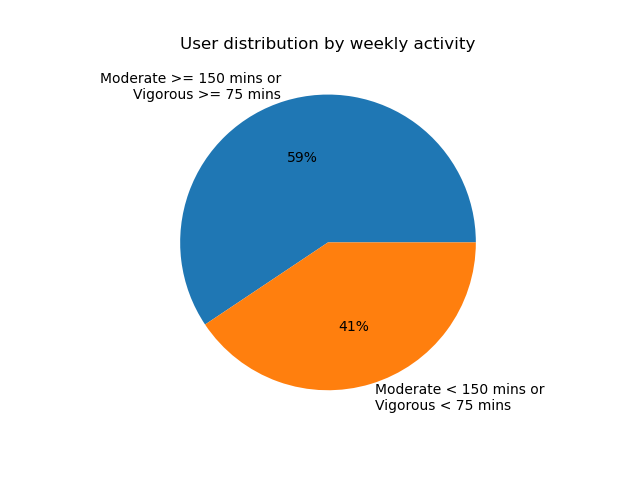 User distribution by weekly activity
Moderate >= 150 mins or
Vigorous >= 75 mins
59%
41%
Moderate < 150 mins or
Vigorous < 75 mins